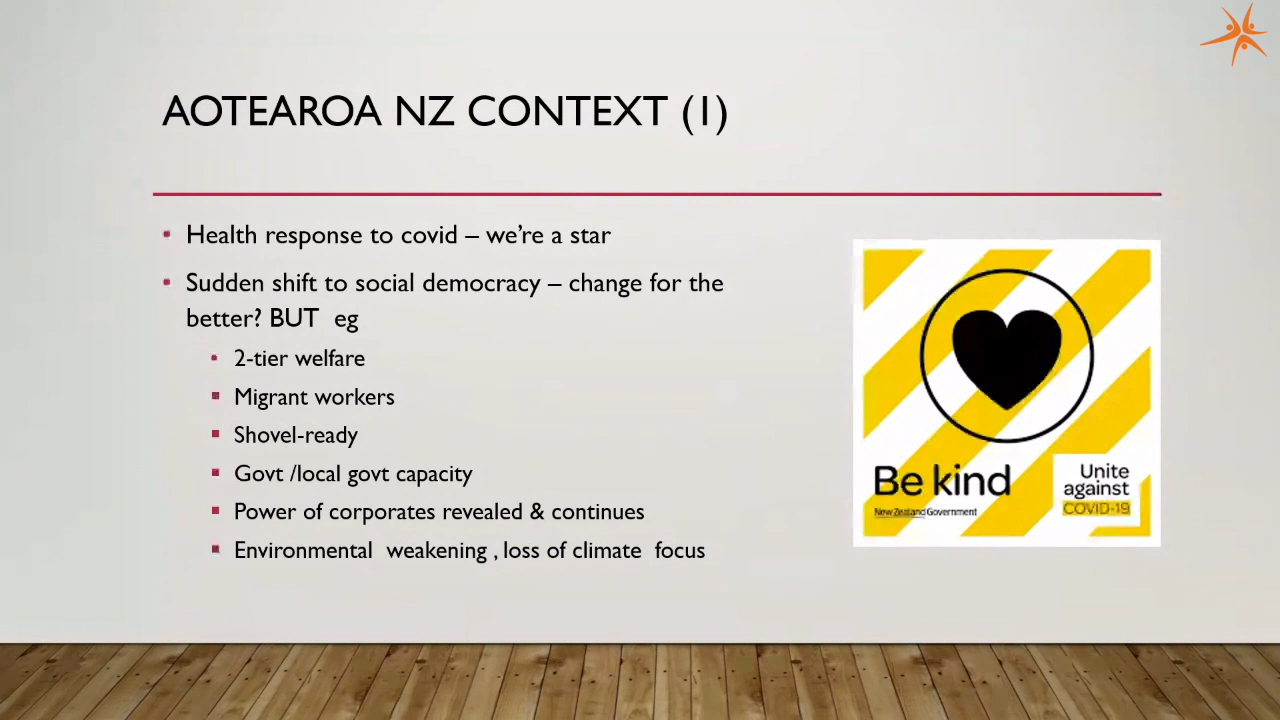 AOTEAROA NZ CONTEXT (1)
Health response to covid – we're a star
Sudden shift to social democracy – change for the
better? BUT eg
2-tier welfare
Migrant workers
Shovel-ready
Govt /local govt capacity
Power of corporates revealed & continues
Environmental weakening , loss of climate focus
Be kind
New Zealand Government
Unite
against
COVID-19